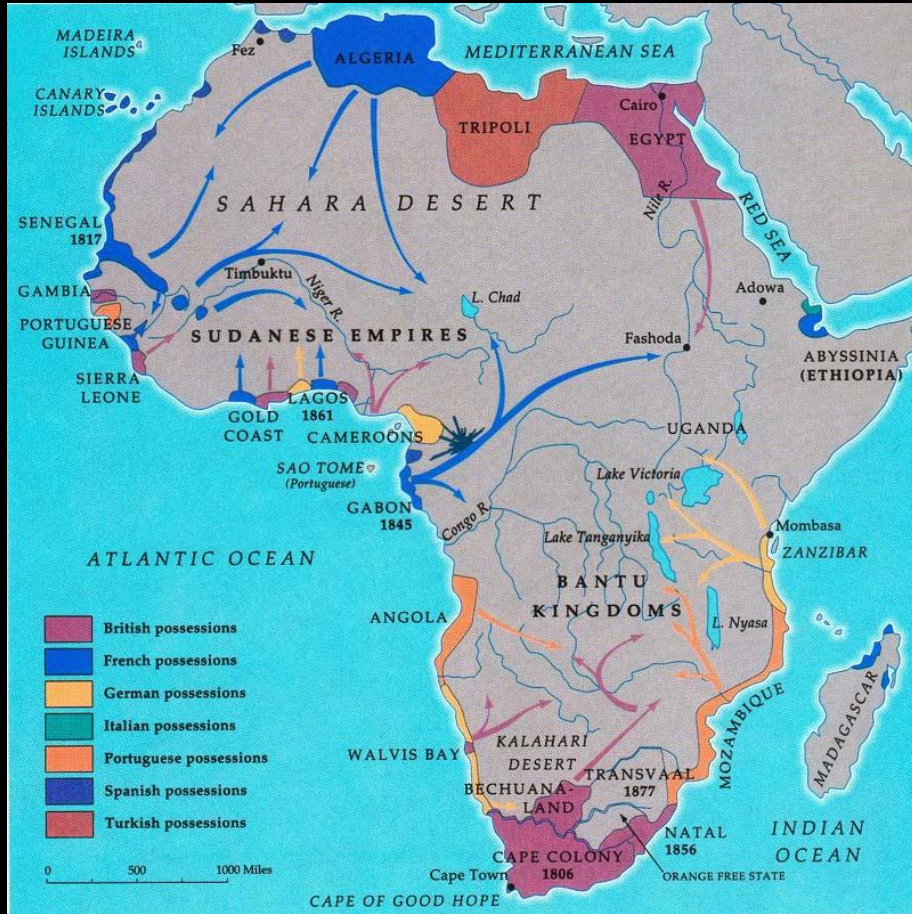 MADEIRA
ISLANDS
Fez
ALGERIA
MEDITERRANEAN SEA
CANARY
ISLANDS
TRIPOLI
Cairo
EGYPT
SAHARA DESERT
Nile R.
RED SEA
SENEGAL
1817
Timbuktu
Niger R.
L. Chad
Adowa
GAMBIA
PORTUGUESE
GUINEA
SUDANESE EMPIRES
Fashoda
ABYSSINIA
(ETHIOPIA)
SIERRA
LEONE
GOLD
COAST
LAGOS
1861
CAMEROONS
UGANDA
SAO TOME
(Portuguese)
Lake Victoria
GABON
1845
Congo R.
Mombasa
Lake Tanganyika
ZANZIBAR
ATLANTIC OCEAN
BANTU
KINGDOMS
ANGOLA
L. Nyasa
British possessions
French possessions
German possessions
Italian possessions
Portuguese possessions
Spanish possessions
Turkish possessions
MOZAMBIQUE
MADAGASCAR
WALVIS BAY
KALAHARI
DESERT
TRANSVAAL
1877
BECHUANA-
LAND
NATAL
1856
INDIAN
OCEAN
CAPE COLONY
1806
Cape Town
ORANGE FREE STATE
CAPE OF GOOD HOPE
0 500 1000 Miles